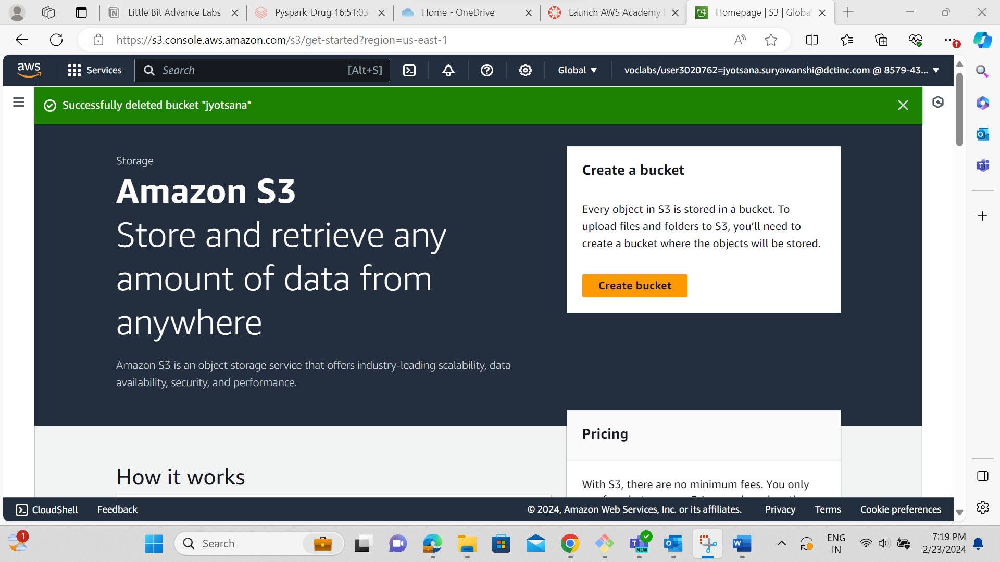 Little Bit Advance Labs
Pyspark_Drug 16:51:03
Home - OneDrive
Launch AWS Academy
Homepage | S3 | Globa
https://s3.console.aws.amazon.com/s3/get-started?region=us-east-1
aws
Services
Search
[Alt+S]
Global
voclabs/user3020762=jyotsana.suryawanshi@dctinc.com @ 8579-43...
Successfully deleted bucket "jyotsana"
Storage
Amazon S3
Store and retrieve any
amount of data from
anywhere
Amazon S3 is an object storage service that offers industry-leading scalability, data
availability, security, and performance.
Create a bucket
Every object in S3 is stored in a bucket. To
upload files and folders to S3, you’ll need to
create a bucket where the objects will be stored.
Create bucket
Pricing
With S3, there are no minimum fees. You only
How it works
CloudShell
Feedback
© 2024, Amazon Web Services, Inc. or its affiliates.
Privacy
Terms
Cookie preferences
1
Search
NEW
ENG
IN
7:19 PM
2/23/2024